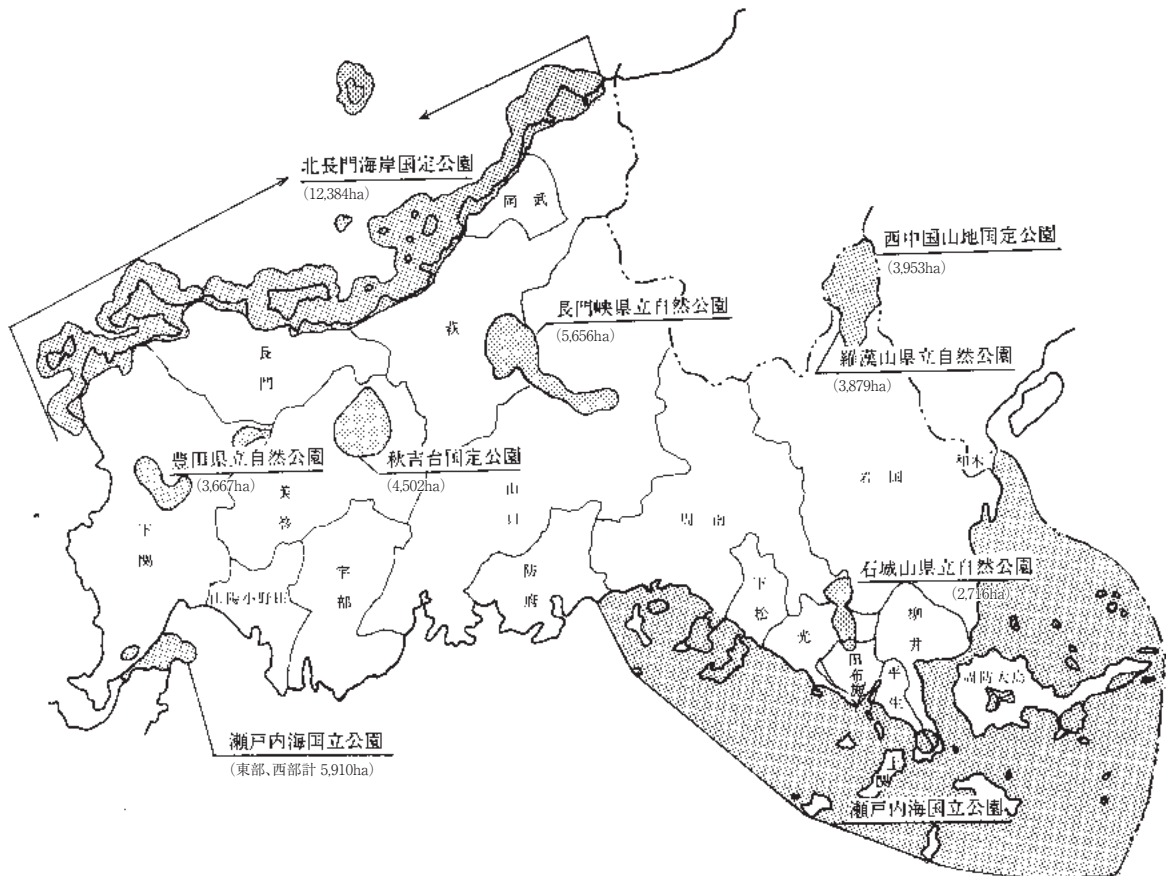 北長門海岸国定公園
(12,384ha)
阿武
西中国山地国定公園
(3,953ha)
長門峡県立自然公園
(5,656ha)
萩
羅漢山県立自然公園
(3,879ha)
長門
豊田県立自然公園
(3,667ha)
秋吉台国定公園
(4,502ha)
和木
岩国
山口
美祢
下関
周南
防府
宇部
山陽小野田
下松
石城山県立自然公園
(2,716ha)
柳井
光
田布施
平生
周防大島
瀬戸内海国立公園
(東部、西部計 5,910ha)
上関
瀬戸内海国立公園